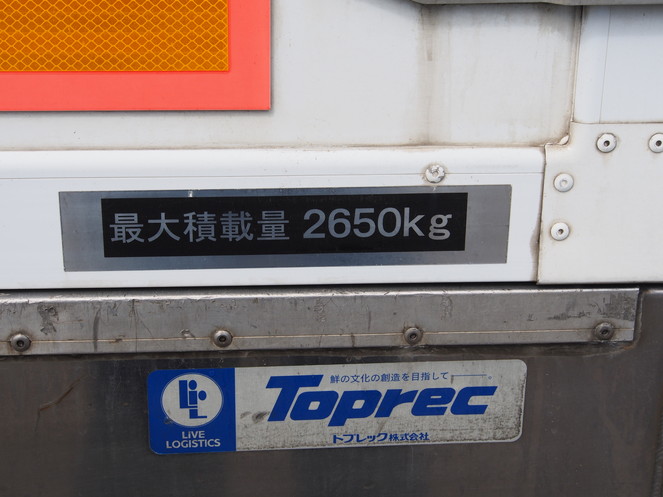 最大積載量 2650kg
鮮の文化の創造を目指して
Toprec
LiVE
LOGISTICS
トプレック株式会社